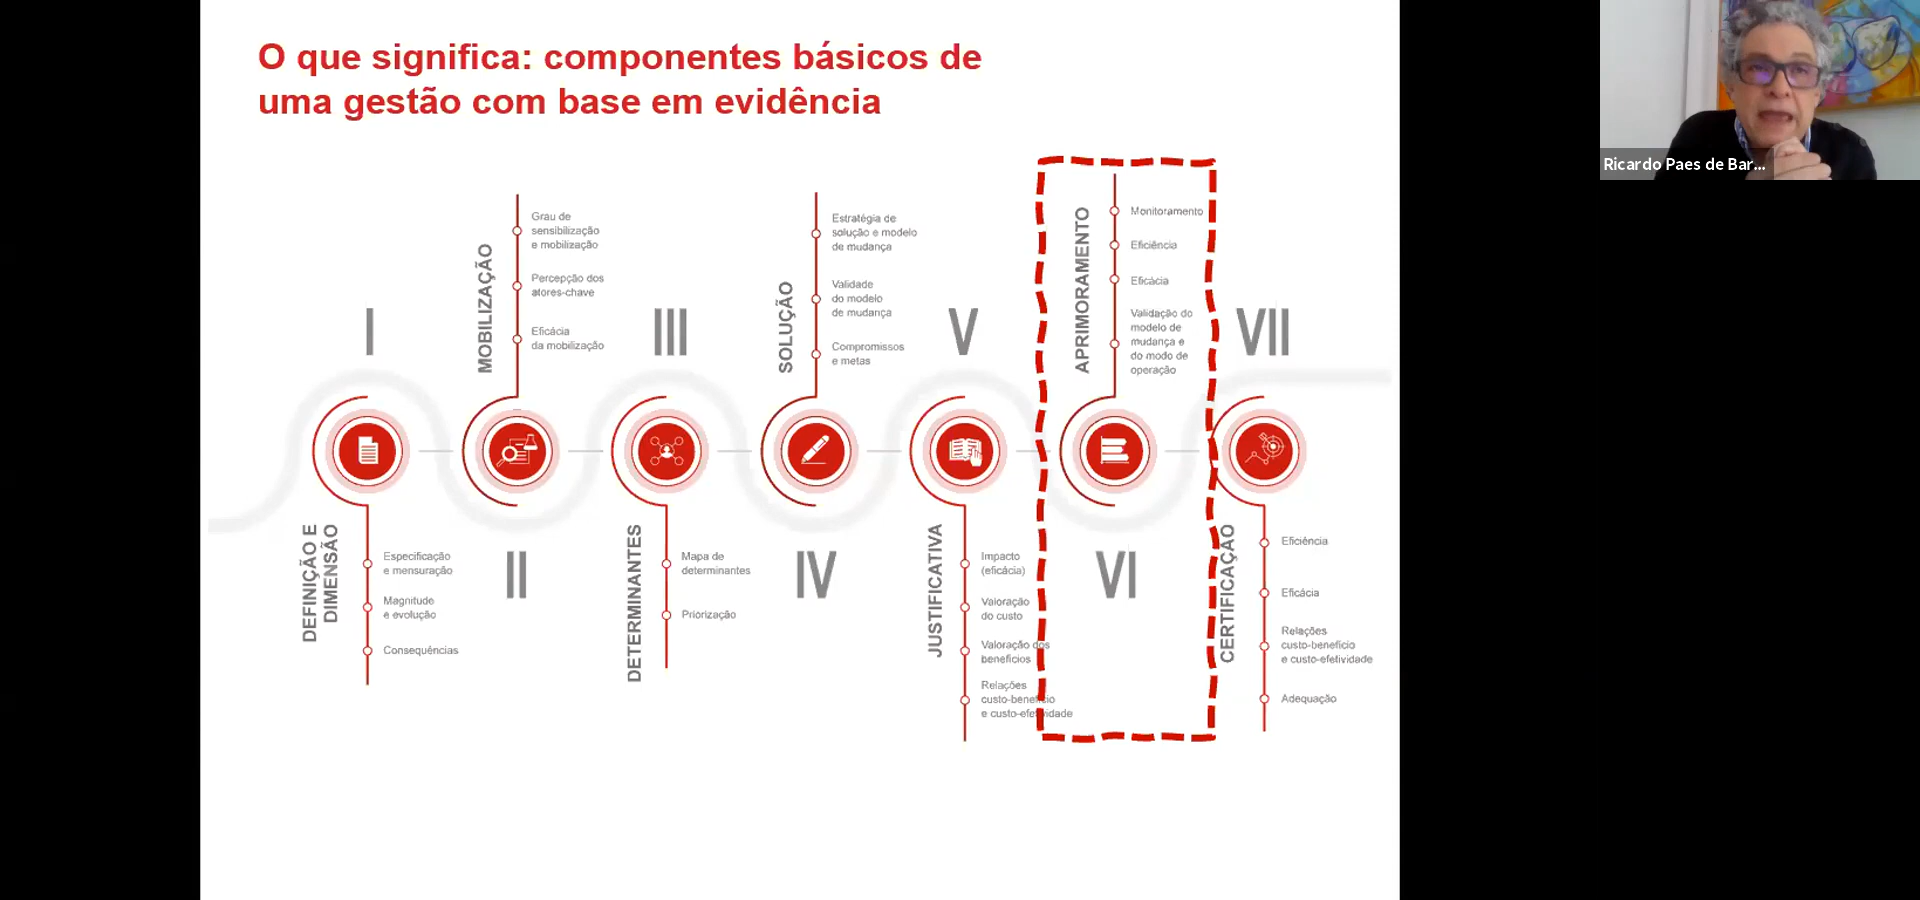 O que significa: componentes básicos de
uma gestão com base em evidência
Ricardo Paes de Bar...
I
DEFINIÇÃO E
DIMENSÃO
Especificação
e mensuração
Magnitude
e evolução
Consequências
MOBILIZAÇÃO
Grau de
sensibilização
e mobilização
Percepção dos
atores-chave
Eficácia
da mobilização
II
III
DETERMINANTES
Mapa de
determinantes
Priorização
SOLUÇÃO
Estratégia de
solução e modelo
de mudança
Validade
do modelo
de mudança
Compromissos
e metas
IV
V
JUSTIFICATIVA
Impacto
(eficácia)
Valoração
do custo
Valoração dos
benefícios
Relações
custo-benefício
e custo-efetividade
APRIMORAMENTO
Monitoramento
Eficiência
Eficácia
Validação do
modelo de
mudança e
do modo de
operação
VI
VII
CERTIFICAÇÃO
Eficiência
Eficácia
Relações
custo-benefício
e custo-efetividade
Adequação